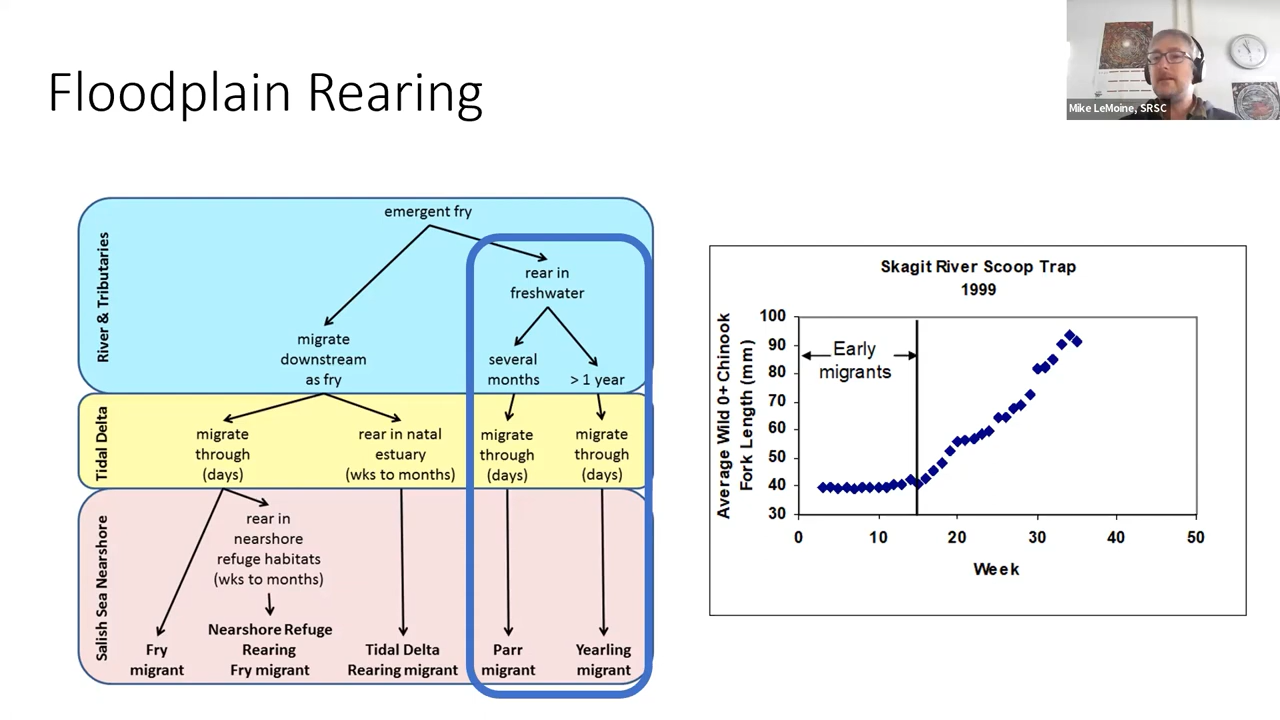 Floodplain Rearing
Mike LeMoine, SRSC
River & Tributaries
emergent fry
rear in
freshwater
migrate
downstream
as fry
several
months
> 1 year
Tidal Delta
migrate
through
(days)
rear in natal
estuary
(wks to months)
migrate
through
(days)
migrate
through
(days)
Salish Sea Nearshore
rear in
nearshore
refuge habitats
(wks to months)
Fry
migrant
Nearshore Refuge
Rearing
Fry migrant
Tidal Delta
Rearing migrant
Parr
migrant
Yearling
migrant
Skagit River Scoop Trap
1999
Average Wild 0+ Chinook
Fork Length (mm)
100
90
80
70
60
50
40
30
Early
migrants
0 10 20 30 40 50
Week